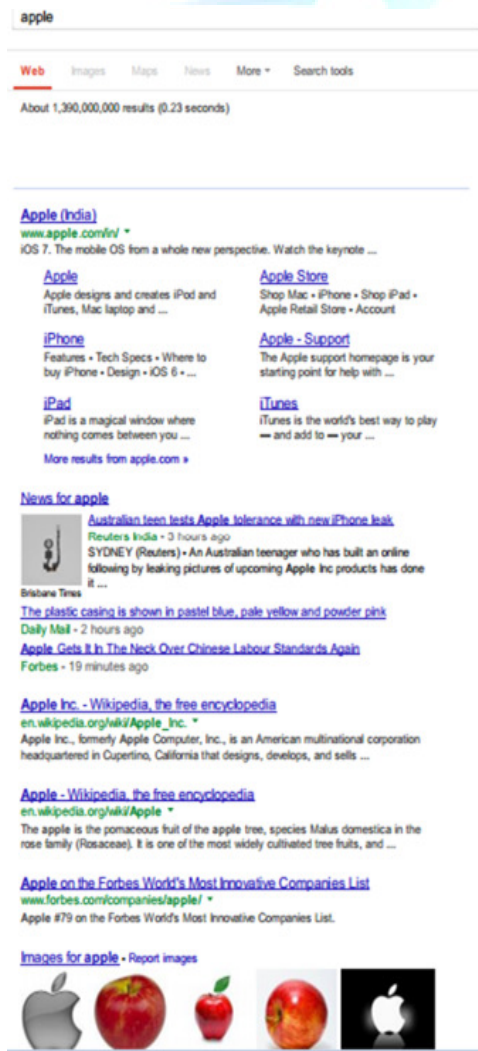 apple
Web Images Maps News More Search tools
About 1,390,000,000 results (0.23 seconds)
Apple (India)
www.apple.com/in/
iOS 7. The mobile OS from a whole new perspective. Watch the keynote ...
Apple
Apple designs and creates iPod and
iTunes, Mac laptop and ...
Apple Store
Shop Mac - iPhone - Shop iPad -
Apple Retail Store - Account
iPhone
Features - Tech Specs - Where to
buy iPhone - Design - iOS 6 - ...
Apple - Support
The Apple support homepage is your
starting point for help with ...
iPad
iPad is a magical window where
nothing comes between you ...
iTunes
iTunes is the world's best way to play
— and add to — your ...
More results from apple.com »
News for apple
Australian teen tests Apple tolerance with new iPhone leak
Reuters India - 3 hours ago
SYDNEY (Reuters) - An Australian teenager who has built an online
following by leaking pictures of upcoming Apple Inc products has done
it ...
Brisbane Times
The plastic casing is shown in pastel blue, pale yellow and powder pink
Daily Mail - 2 hours ago
Apple Gets It In The Neck Over Chinese Labour Standards Again
Forbes - 19 minutes ago
Apple Inc. - Wikipedia, the free encyclopedia
en.wikipedia.org/wiki/Apple_Inc.
Apple Inc., formerly Apple Computer, Inc., is an American multinational corporation
headquartered in Cupertino, California that designs, develops, and sells ...
Apple - Wikipedia, the free encyclopedia
en.wikipedia.org/wiki/Apple
The apple is the pomaceous fruit of the apple tree, species Malus domestica in the
rose family (Rosaceae). It is one of the most widely cultivated tree fruits, and ...
Apple on the Forbes World's Most Innovative Companies List
www.forbes.com/companies/apple/
Apple #79 on the Forbes World's Most Innovative Companies List.
Images for apple - Report images